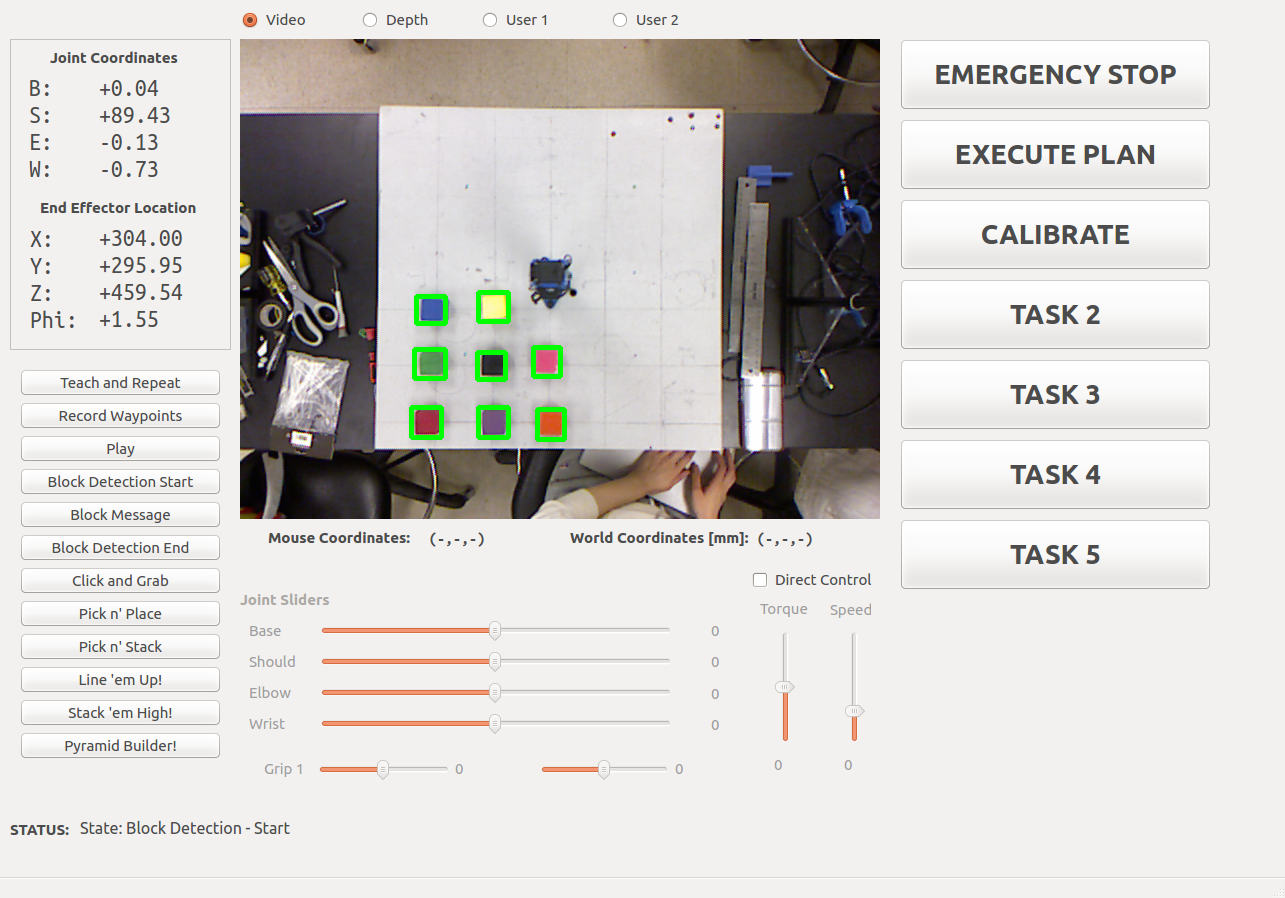 Video Depth User 1 User 2
Joint Coordinates
B: +0.04
S: +89.43
E: -0.13
W: -0.73
End Effector Location
X: +304.00
Y: +295.95
Z: +459.54
Phi: +1.55
Teach and Repeat
Record Waypoints
Play
Block Detection Start
Block Message
Block Detection End
Click and Grab
Pick n' Place
Pick n' Stack
Line 'em Up!
Stack 'em High!
Pyramid Builder!
EMERGENCY STOP
EXECUTE PLAN
CALIBRATE
TASK 2
TASK 3
TASK 4
TASK 5
Mouse Coordinates: (-,-,-) World Coordinates [mm]: (-,-,-)
Direct Control
Joint Sliders
Torque Speed
Base 0
Should 0
Elbow 0
Wrist 0
Grip 1 0 0
0 0
STATUS: State: Block Detection - Start